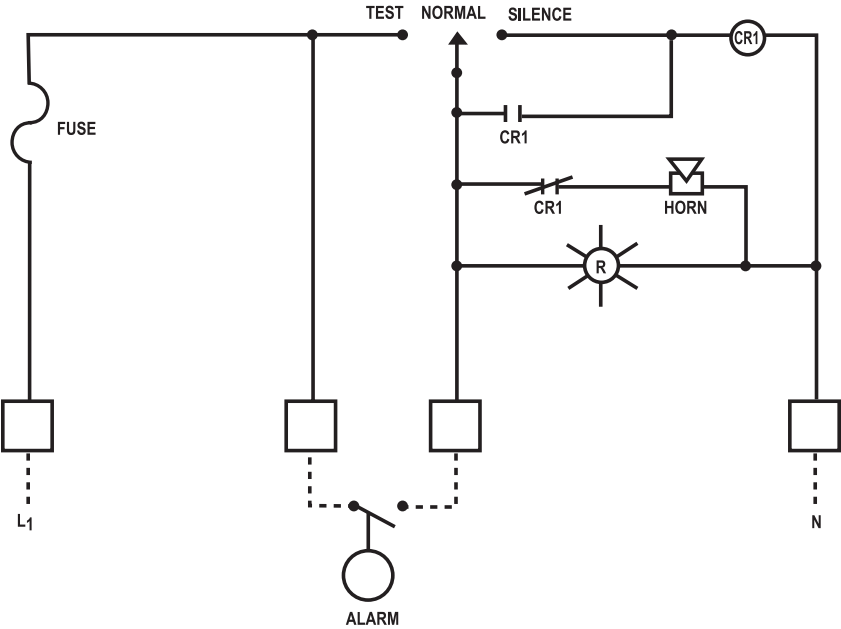 TEST NORMAL SILENCE
CR1
FUSE
CR1
CR1
HORN
R
L1
N
ALARM